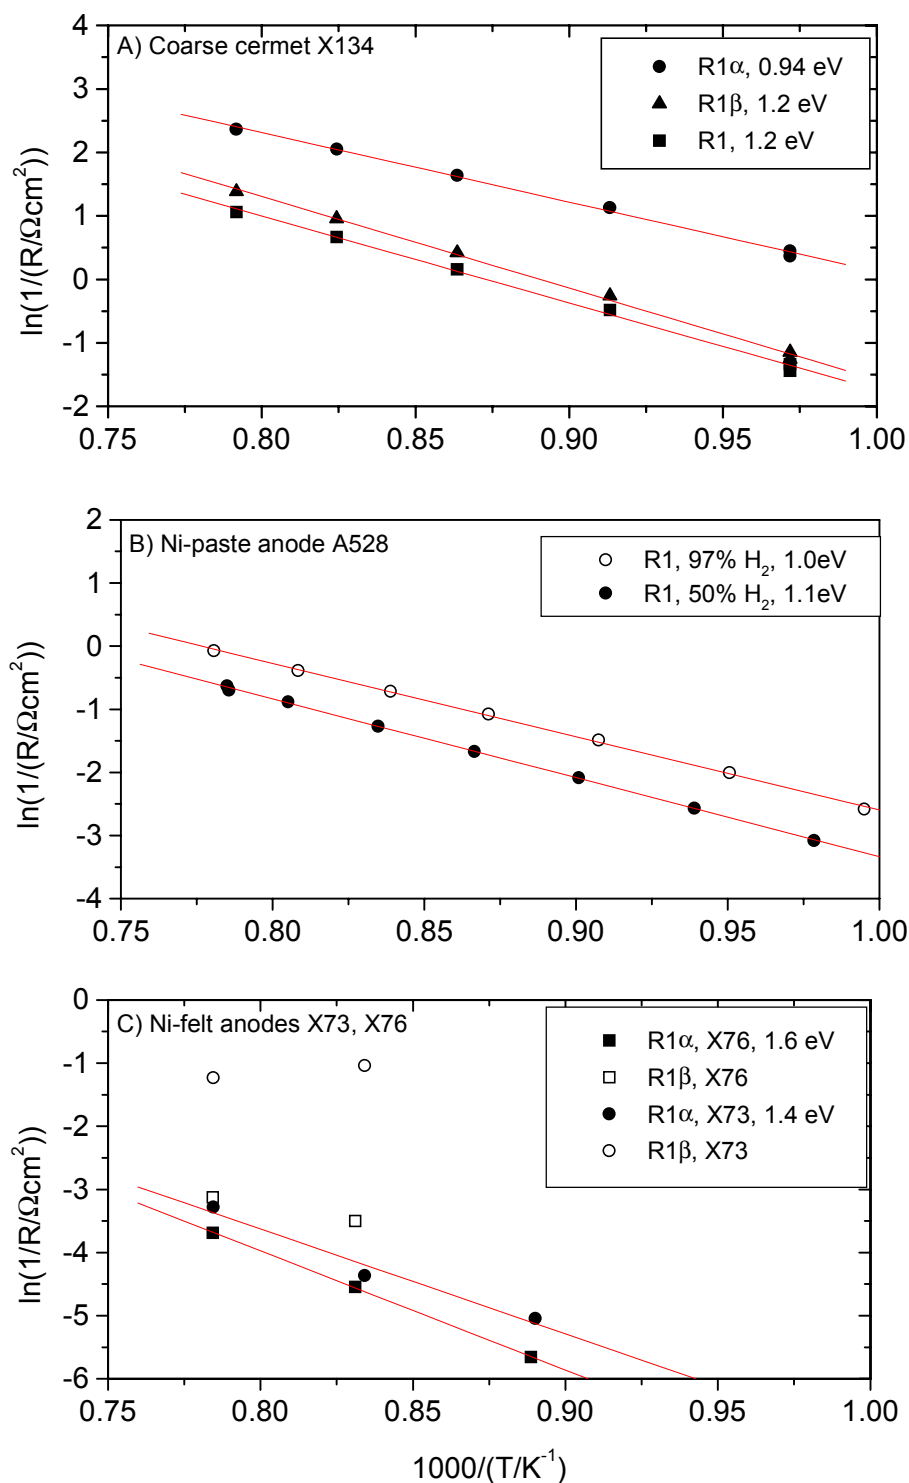 A) Coarse cermet X134
R1α, 0.94 eV
R1β, 1.2 eV
R1, 1.2 eV
ln(1/(R/Ωcm²))
4
3
2
1
0
-1
-2
0.75 0.80 0.85 0.90 0.95 1.00
B) Ni-paste anode A528
R1, 97% H₂, 1.0eV
R1, 50% H₂, 1.1eV
ln(1/(R/Ωcm²))
2
1
0
-1
-2
-3
-4
0.75 0.80 0.85 0.90 0.95 1.00
C) Ni-felt anodes X73, X76
R1α, X76, 1.6 eV
R1β, X76
R1α, X73, 1.4 eV
R1β, X73
ln(1/R/Ωcm²))
0
-1
-2
-3
-4
-5
-6
0.75 0.80 0.85 0.90 0.95 1.00
1000/(T/K⁻¹)